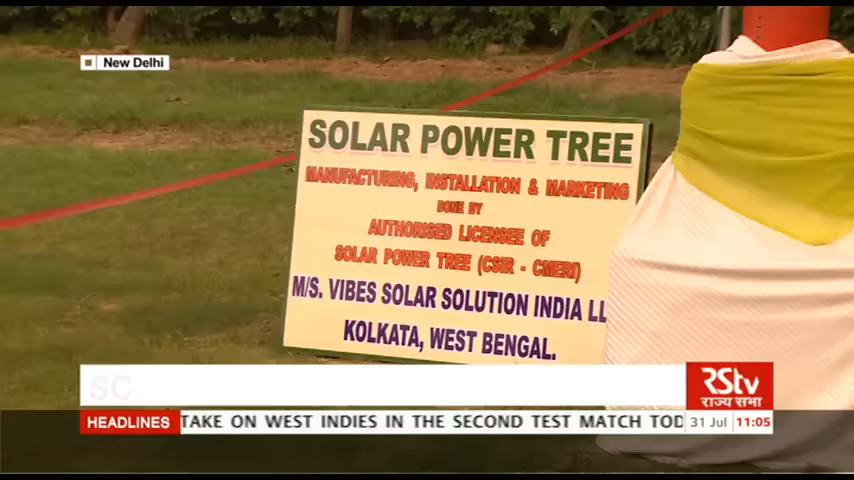 New Delhi
SOLAR POWER TREE
MANUFACTURING, INSTALLATION & MARKETING
DONE BY
AUTHORISED LICENSEE OF
SOLAR POWER TREE (CSIR - CMERI)
M/S. VIBES SOLAR SOLUTION INDIA LL
KOLKATA, WEST BENGAL.
SC
RSTV
राज्य सभा
HEADLINES TAKE ON WEST INDIES IN THE SECOND TEST MATCH TOD 31 Jul 11:05